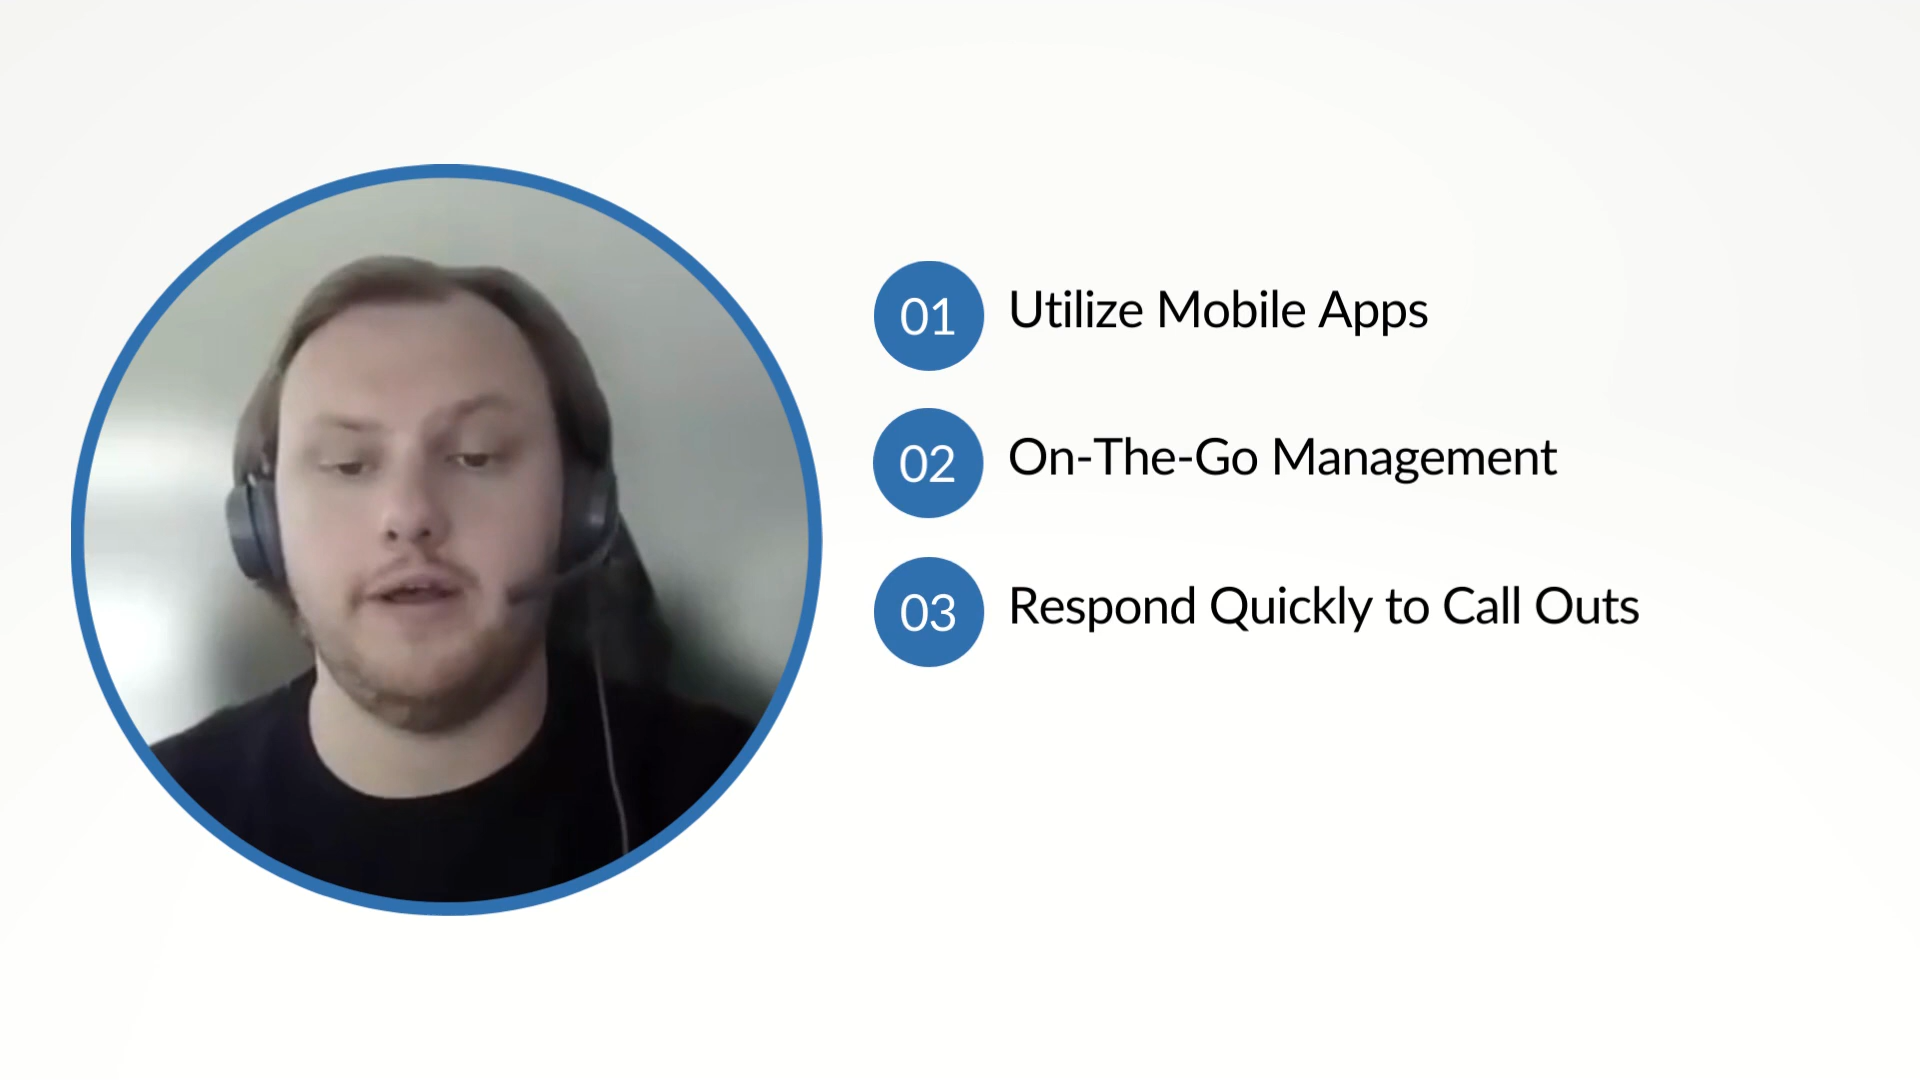 01 Utilize Mobile Apps
02 On-The-Go Management
03 Respond Quickly to Call Outs